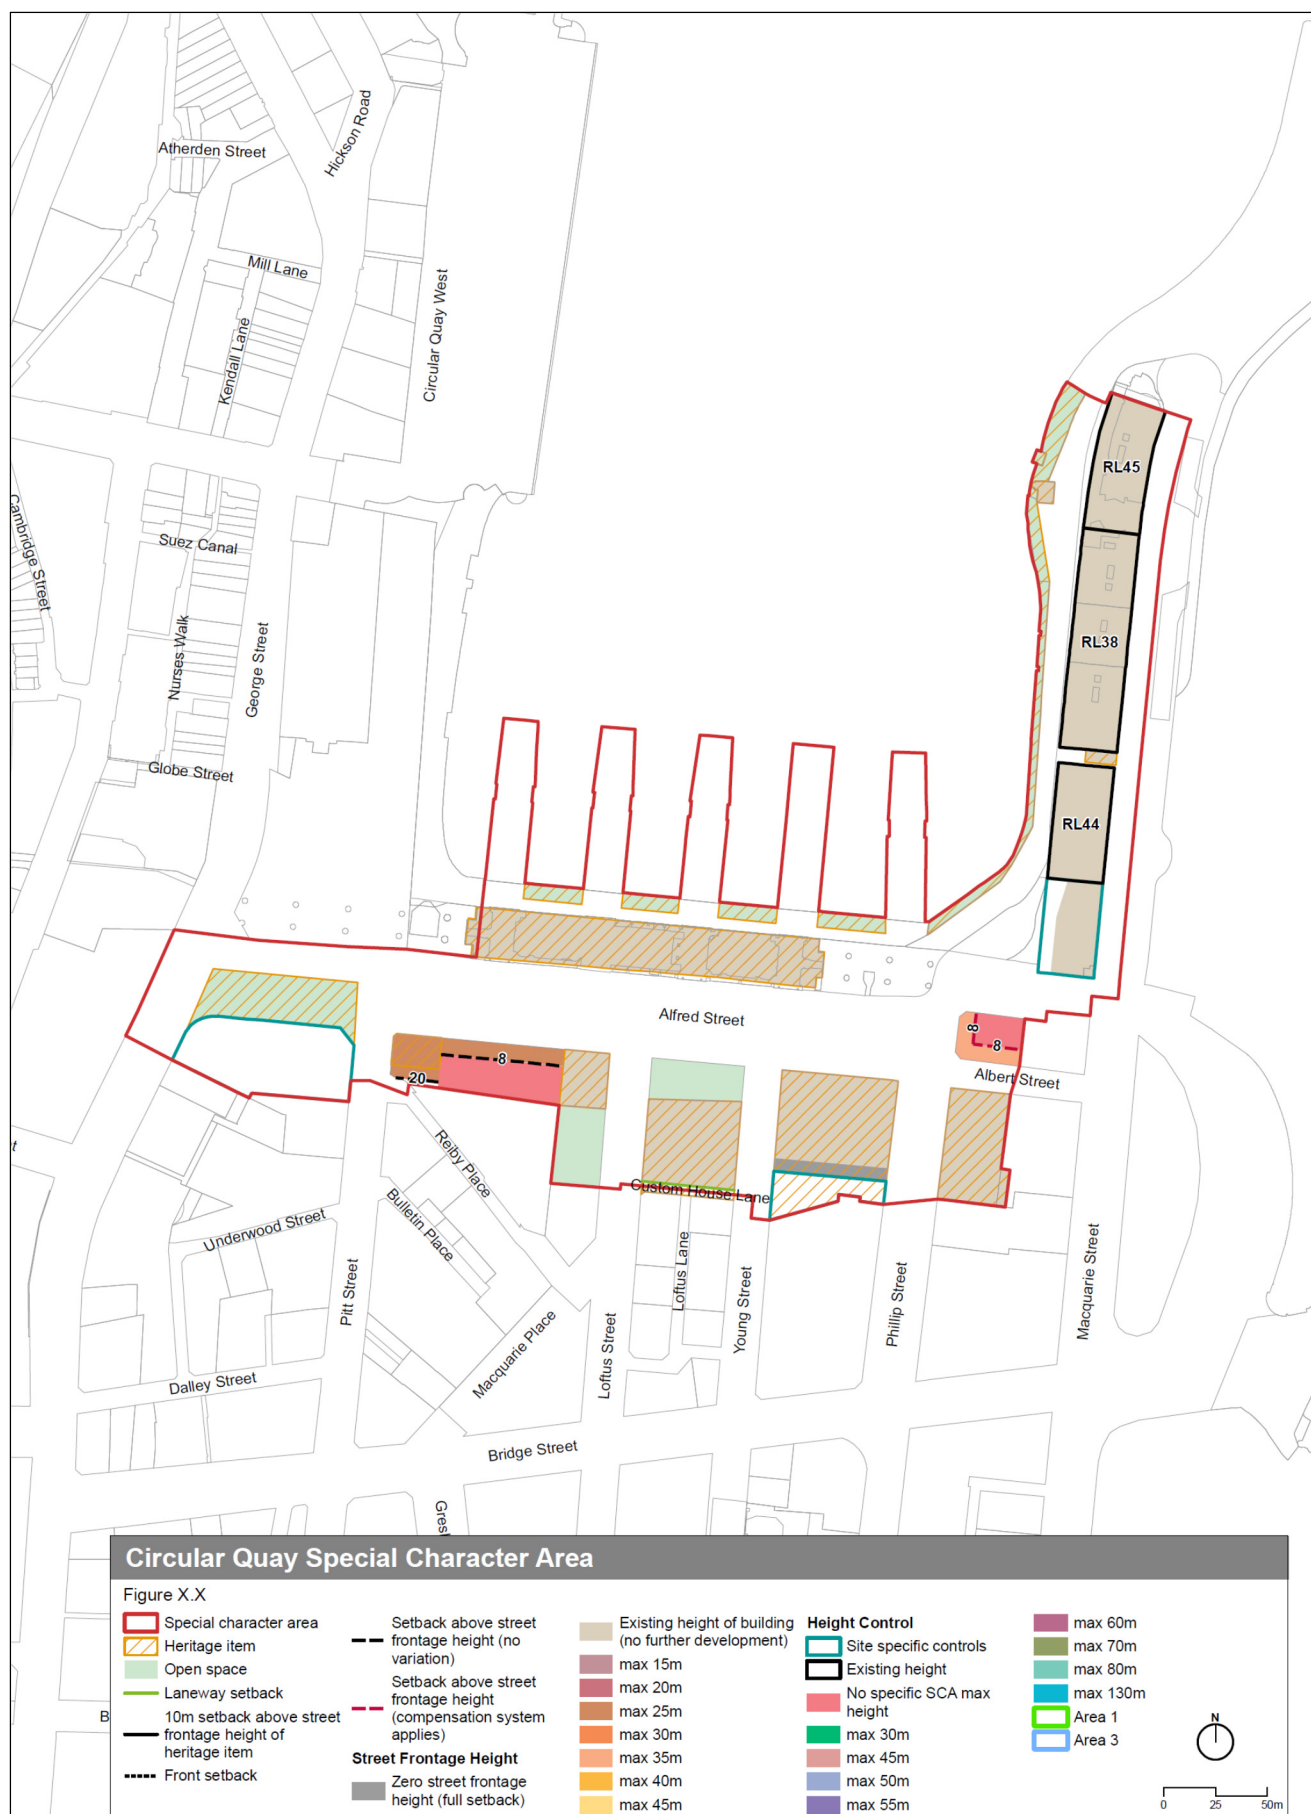 Hickson Road
Atherden Street
Mill Lane
Kendall Lane
Circular Quay West
RL45
Cambridge Street
Suez Canal
Nurses Walk
George Street
RL38
Globe Street
RL44
Alfred Street
8
8
8
20
Albert Street
Reiby Place
Custom House Lane
Bulletin Place
Underwood Street
Loftus Lane
Pitt Street
Young Street
Phillip Street
Macquarie Street
Macquarie Place
Loftus Street
Dalley Street
Bridge Street
Gresh
B
Circular Quay Special Character Area
Figure X.X
Special character area
Heritage item
Open space
Laneway setback
10m setback above street
frontage height of
heritage item
Front setback
Setback above street
frontage height (no
variation)
Setback above street
frontage height
(compensation system
applies)
Street Frontage Height
Zero street frontage
height (full setback)
Existing height of building
(no further development)
max 15m
max 20m
max 25m
max 30m
max 35m
max 40m
max 45m
Height Control
Site specific controls
Existing height
No specific SCA max
height
max 30m
max 45m
max 50m
max 55m
max 60m
max 70m
max 80m
max 130m
Area 1
Area 3
N
0 25 50m